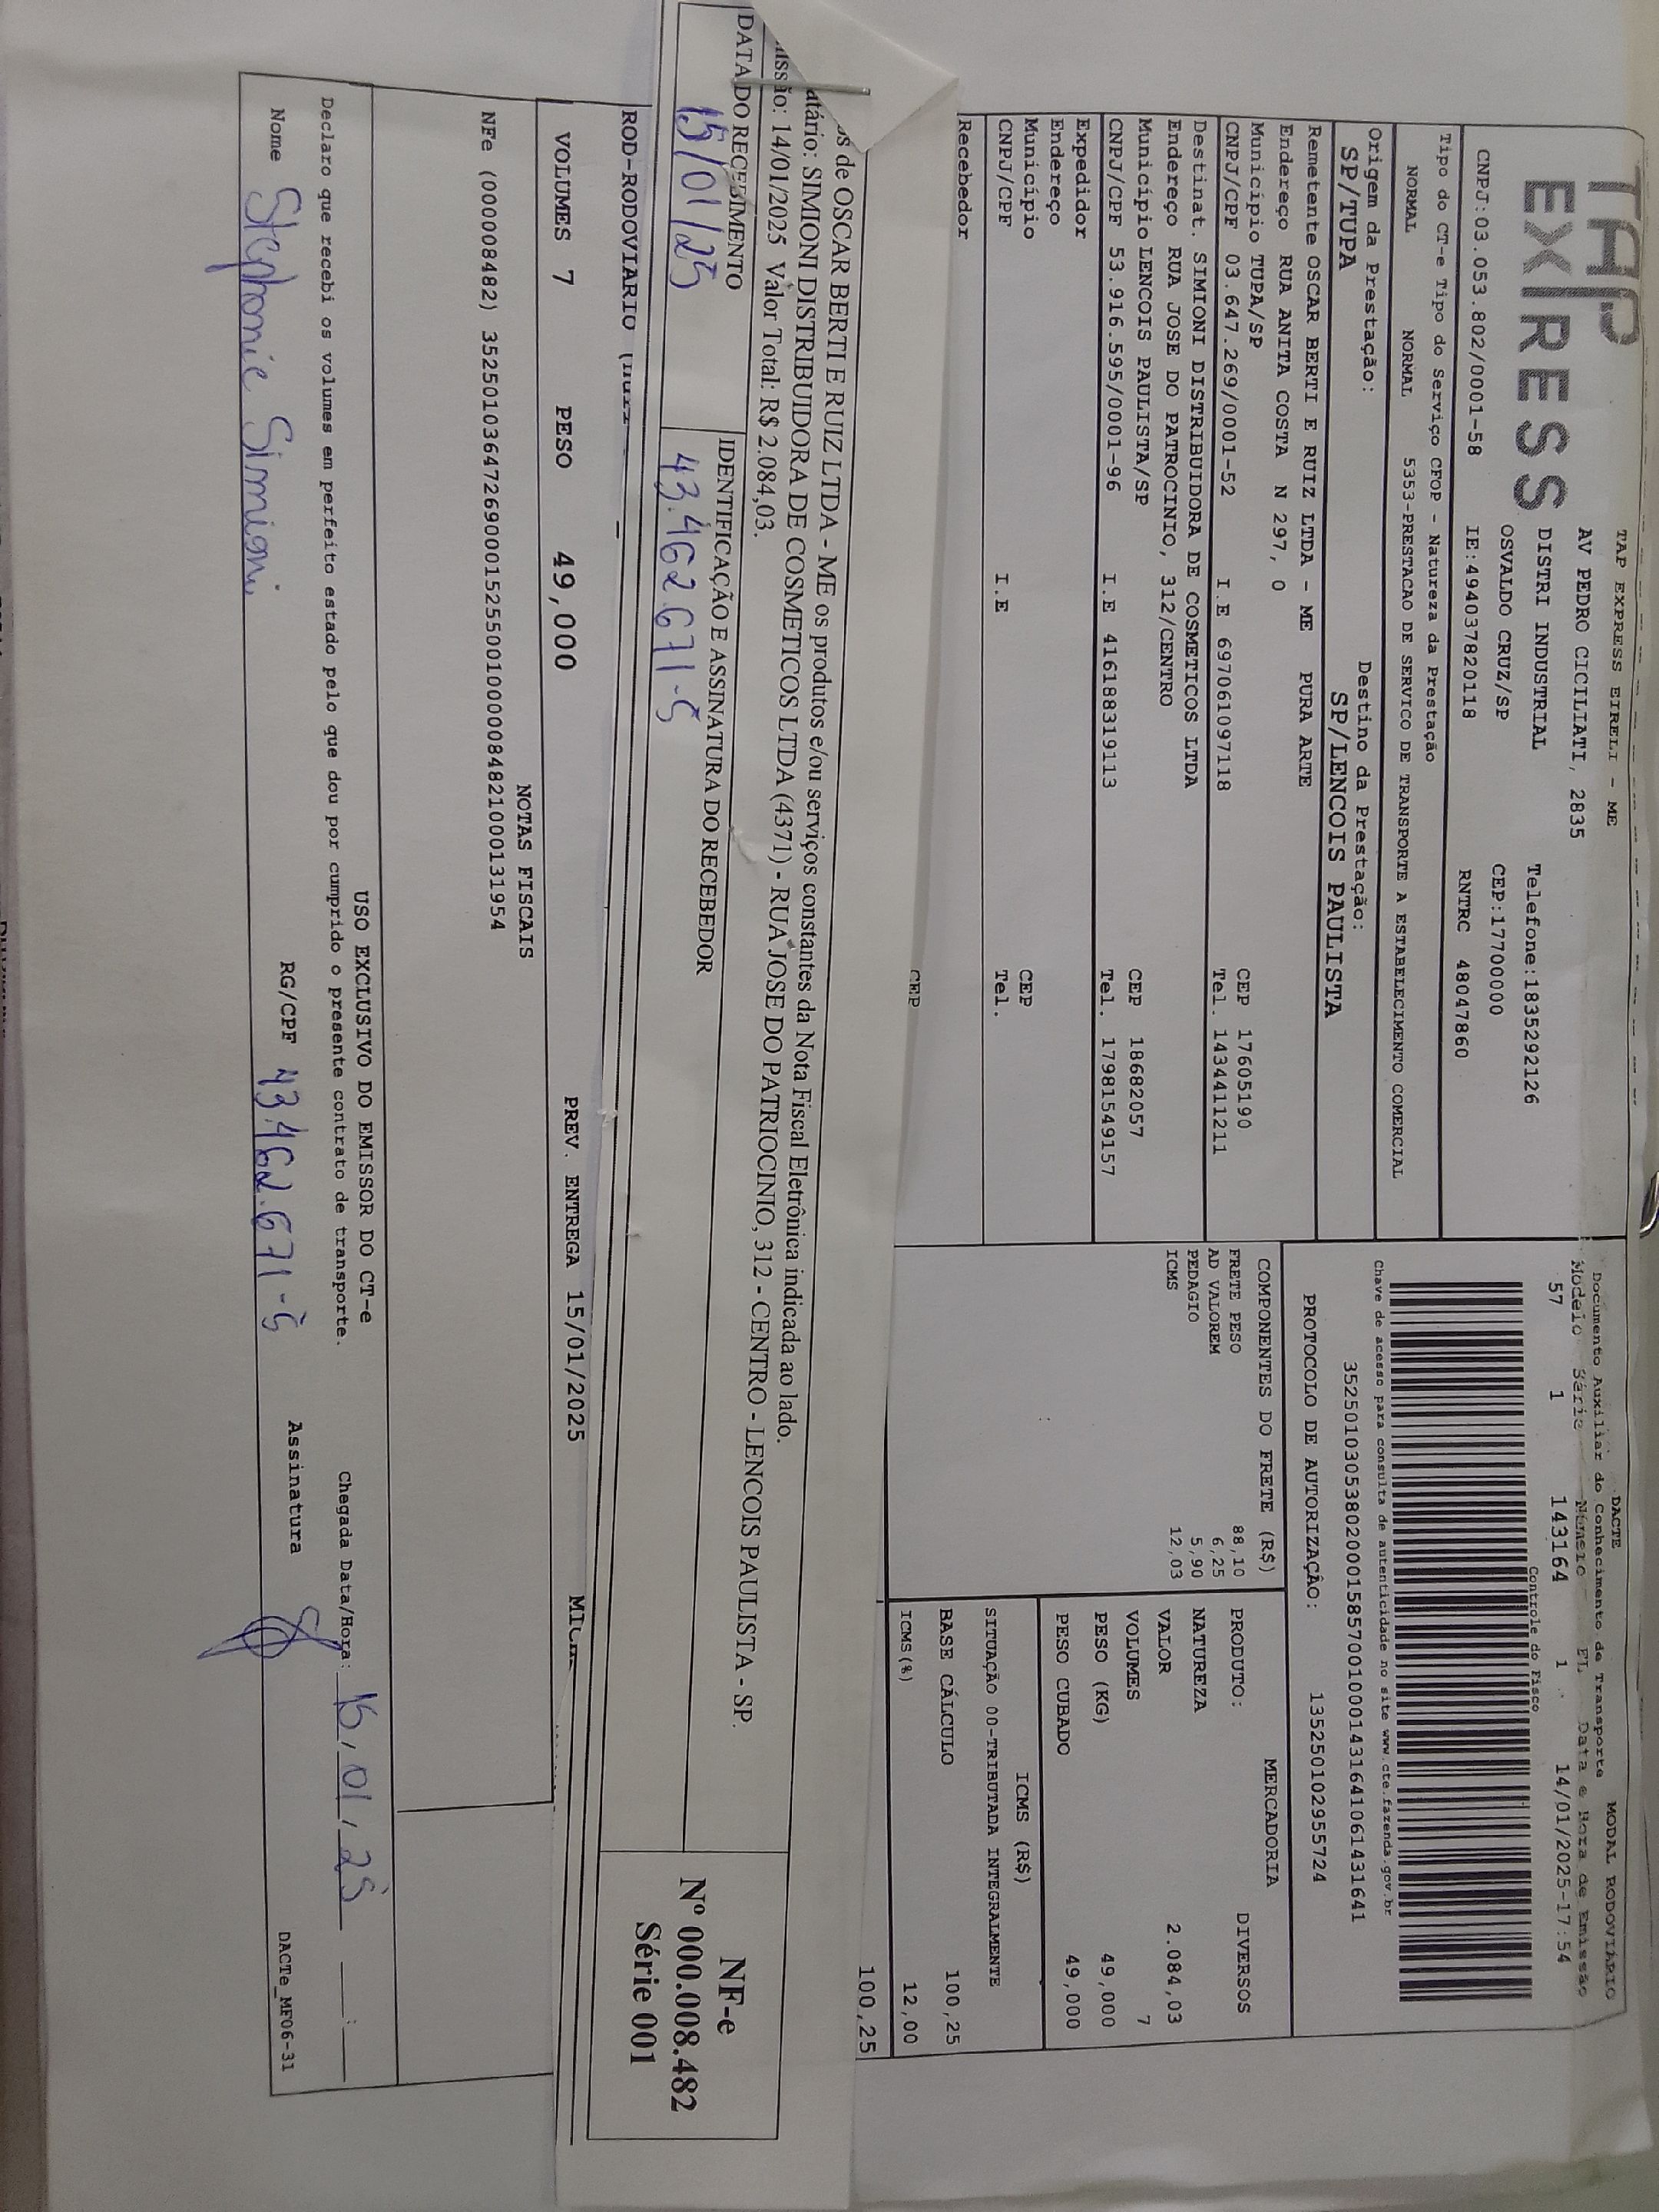 TAP
EXPRESS
TAP EXPRESS EIRELI - ME
AV PEDRO CICILIATI, 2835
DISTRI INDUSTRIAL
Telefone:1835292126
OSVALDO CRUZ/SP
CEP:17700000
CNPJ:03.053.802/0001-58
IE:494037820118
RNTRC 48047860
DACTE
MODAL RODOVIÁRIO
Documento Auxiliar do Conhecimento de Transporte
Modelo Série Número FL Data e Hora de Emissão
57 1 143164 1 14/01/2025-17:54
Controle do Fisco
Chave de acesso para consulta de autenticidade no site www.cte.fazenda.gov.br
35250103053802000158570010001431641061431641
PROTOCOLO DE AUTORIZAÇÃO: 135250102955724
Tipo do CT-e Tipo do Serviço CFOP - Natureza da Prestação
NORMAL NORMAL 5353-PRESTACAO DE SERVICO DE TRANSPORTE A ESTABELECIMENTO COMERCIAL
Origem da Prestação: Destino da Prestação:
SP/TUPA SP/LENCOIS PAULISTA
Remetente OSCAR BERTI E RUIZ LTDA - ME PURA ARTE
Endereço RUA ANITA COSTA N 297, 0
Município TUPA/SP CEP 17605190
CNPJ/CPF 03.647.269/0001-52 I.E 697061097118 Tel. 1434411211
Destinat. SIMIONI DISTRIBUIDORA DE COSMETICOS LTDA
Endereço RUA JOSE DO PATROCINIO, 312/CENTRO
Município LENCOIS PAULISTA/SP CEP 18682057
CNPJ/CPF 53.916.595/0001-96 I.E 416188319113 Tel. 17981549157
Expedidor
Endereço
Município CEP
CNPJ/CPF I.E Tel.
Recebedor
CEP
COMPONENTES DO FRETE (R$)
FRETE PESO 88,10
AD VALOREM 6,25
PEDAGIO 5,90
ICMS 12,03
MERCADORIA
PRODUTO: DIVERSOS
NATUREZA
VALOR 2.084,03
VOLUMES 7
PESO (KG) 49,000
PESO CUBADO 49,000
ICMS (R$)
SITUAÇÃO 00-TRIBUTADA INTEGRALMENTE
BASE CÁLCULO 100,25
ICMS(%) 12,00
100,25
os de OSCAR BERTI E RUIZ LTDA - ME os produtos e/ou serviços constantes da Nota Fiscal Eletrônica indicada ao lado.
atário: SIMIONI DISTRIBUIDORA DE COSMETICOS LTDA (4371) - RUA JOSE DO PATRIOCINIO, 312 - CENTRO - LENCOIS PAULISTA - SP.
issão: 14/01/2025 Valor Total: R$ 2.084,03.
DATA DO RECEBIMENTO IDENTIFICAÇÃO E ASSINATURA DO RECEBEDOR
15/01/25 43.462.671-5
NF-e
Nº 000.008.482
Série 001
ROD-RODOVIARIO
VOLUMES 7 PESO 49,000 PREV. ENTREGA 15/01/2025
NOTAS FISCAIS
NFe (00008482) 35250103647269000152550010000084821000131954
USO EXCLUSIVO DO EMISSOR DO CT-e
Declaro que recebi os volumes em perfeito estado pelo que dou por cumprido o presente contrato de transporte. Chegada Data/Hora: 15/01/25 __:__
Nome Stephanie Simioni RG/CPF 43.462.671-5 Assinatura
DACTe_MF06-31